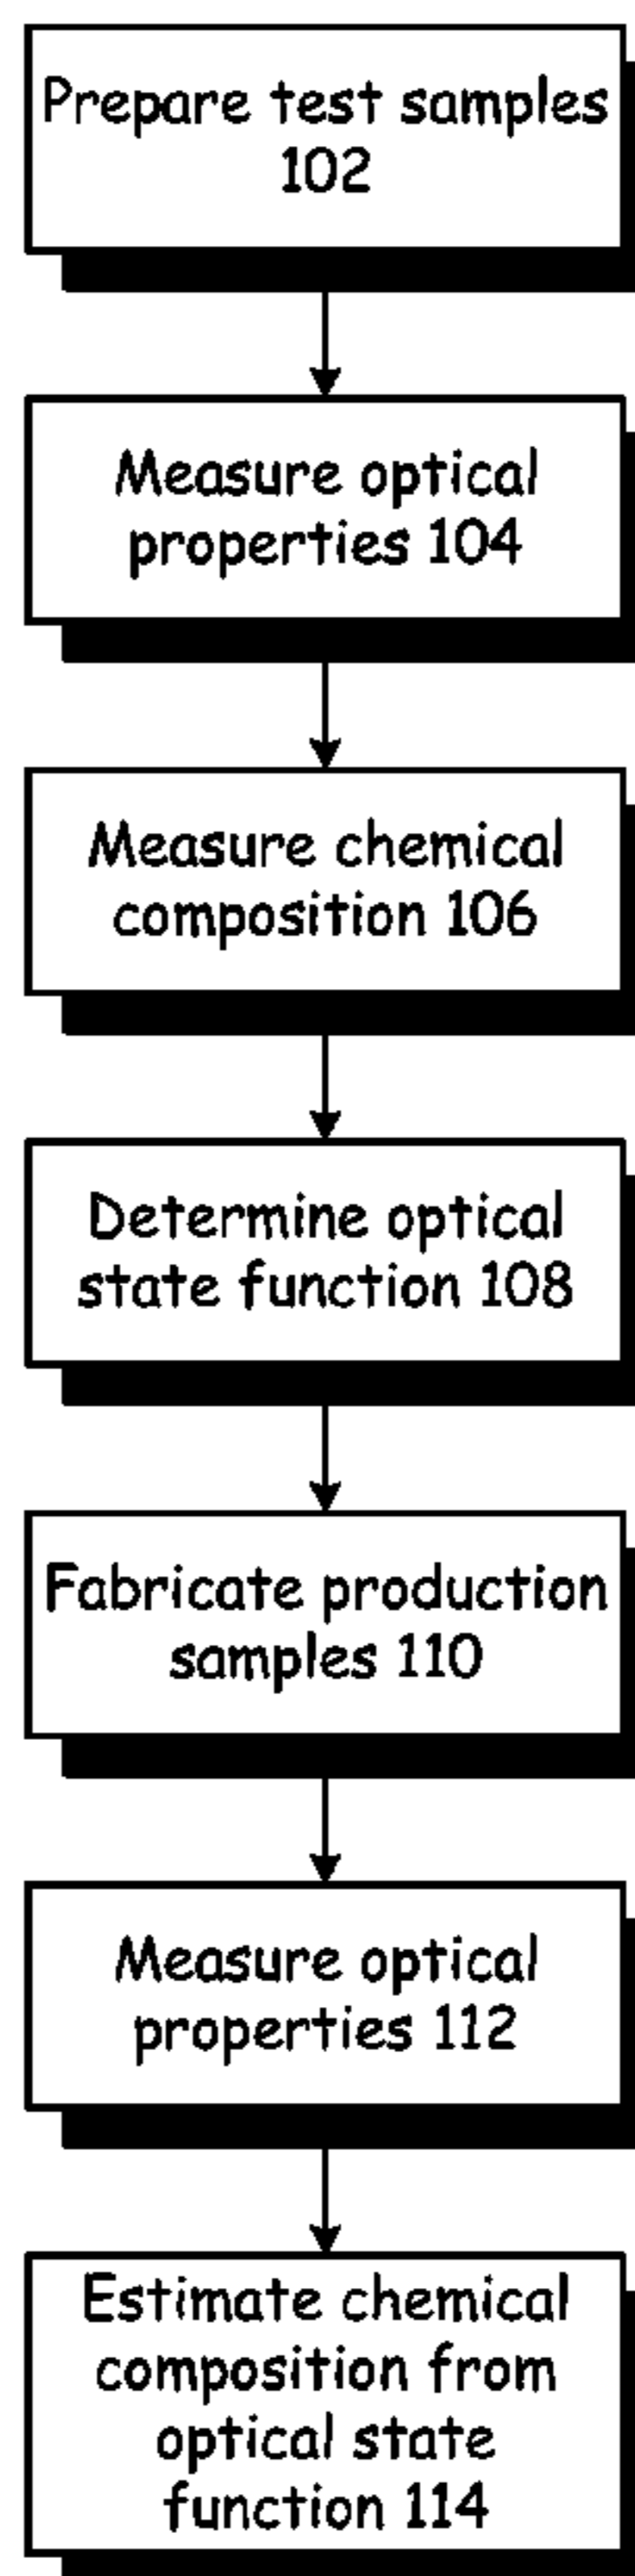 Prepare test samples
102
Measure optical
properties 104
Measure chemical
composition 106
Determine optical
state function 108
Fabricate production
samples 110
Measure optical
properties 112
Estimate chemical
composition from
optical state
function 114